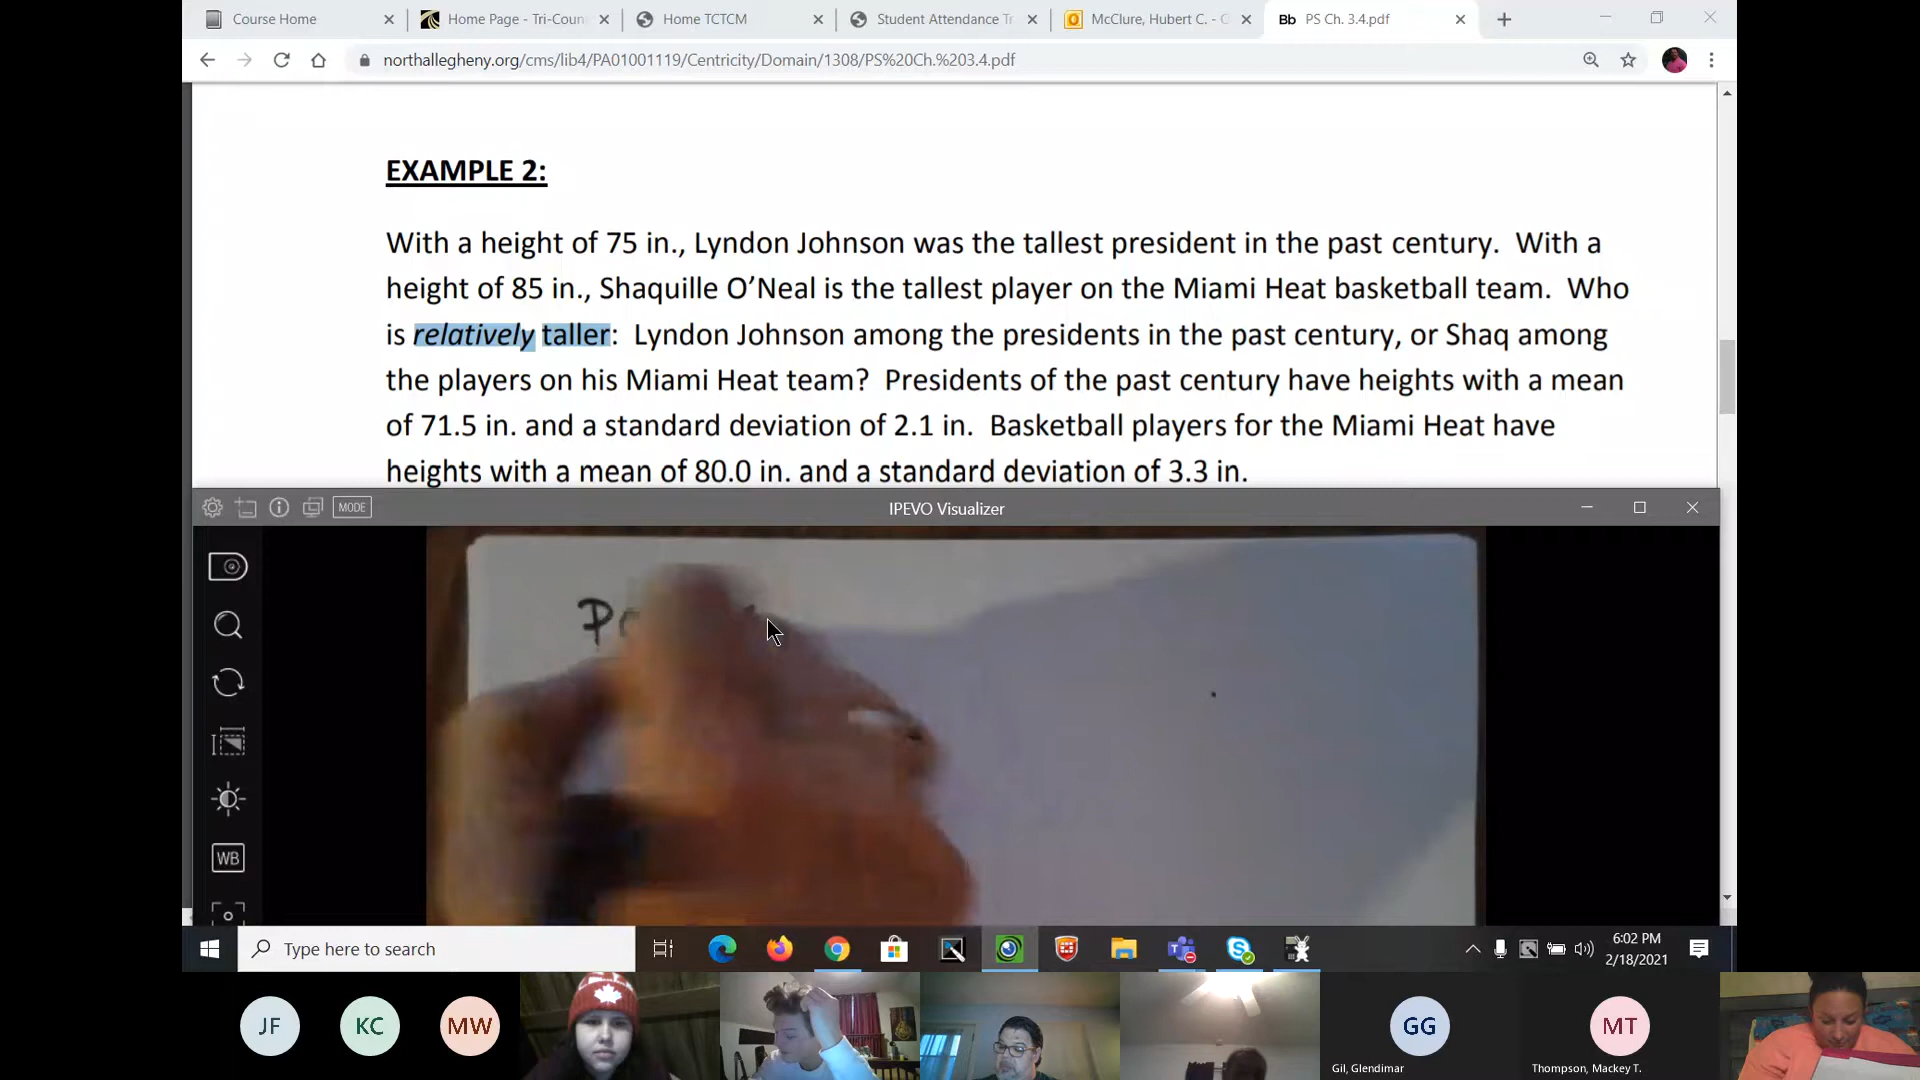 Course Home
Home Page - Tri-Coun
Home TCTCM
Student Attendance Tr
McClure, Hubert C. - C
Bb PS Ch. 3.4.pdf
northallegheny.org/cms/lib4/PA01001119/Centricity/Domain/1308/PS%20Ch.%203.4.pdf
EXAMPLE 2:
With a height of 75 in., Lyndon Johnson was the tallest president in the past century. With a
height of 85 in., Shaquille O’Neal is the tallest player on the Miami Heat basketball team. Who
is relatively taller: Lyndon Johnson among the presidents in the past century, or Shaq among
the players on his Miami Heat team? Presidents of the past century have heights with a mean
of 71.5 in. and a standard deviation of 2.1 in. Basketball players for the Miami Heat have
heights with a mean of 80.0 in. and a standard deviation of 3.3 in.
MODE
IPEVO Visualizer
WB
Type here to search
6:02 PM
2/18/2021
JF
KC
MW
GG
MT
Gil, Glendimar
Thompson, Mackey T.